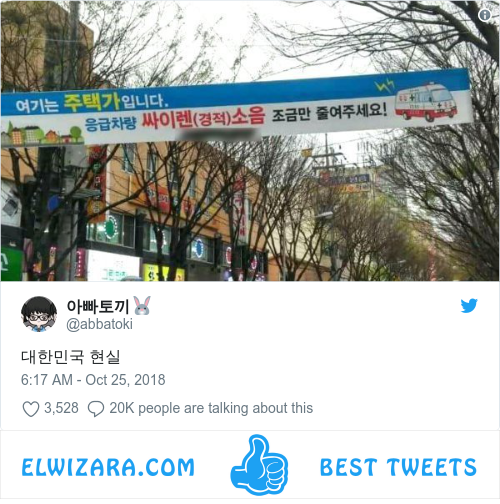 여기는 주택가입니다.
응급차량 싸이렌(경적)소음 조금만 줄여주세요!
아빠토끼
@abbatoki
대한민국 현실
6:17 AM - Oct 25, 2018
3,528 20K people are talking about this
ELWIZARA.COM BEST TWEETS